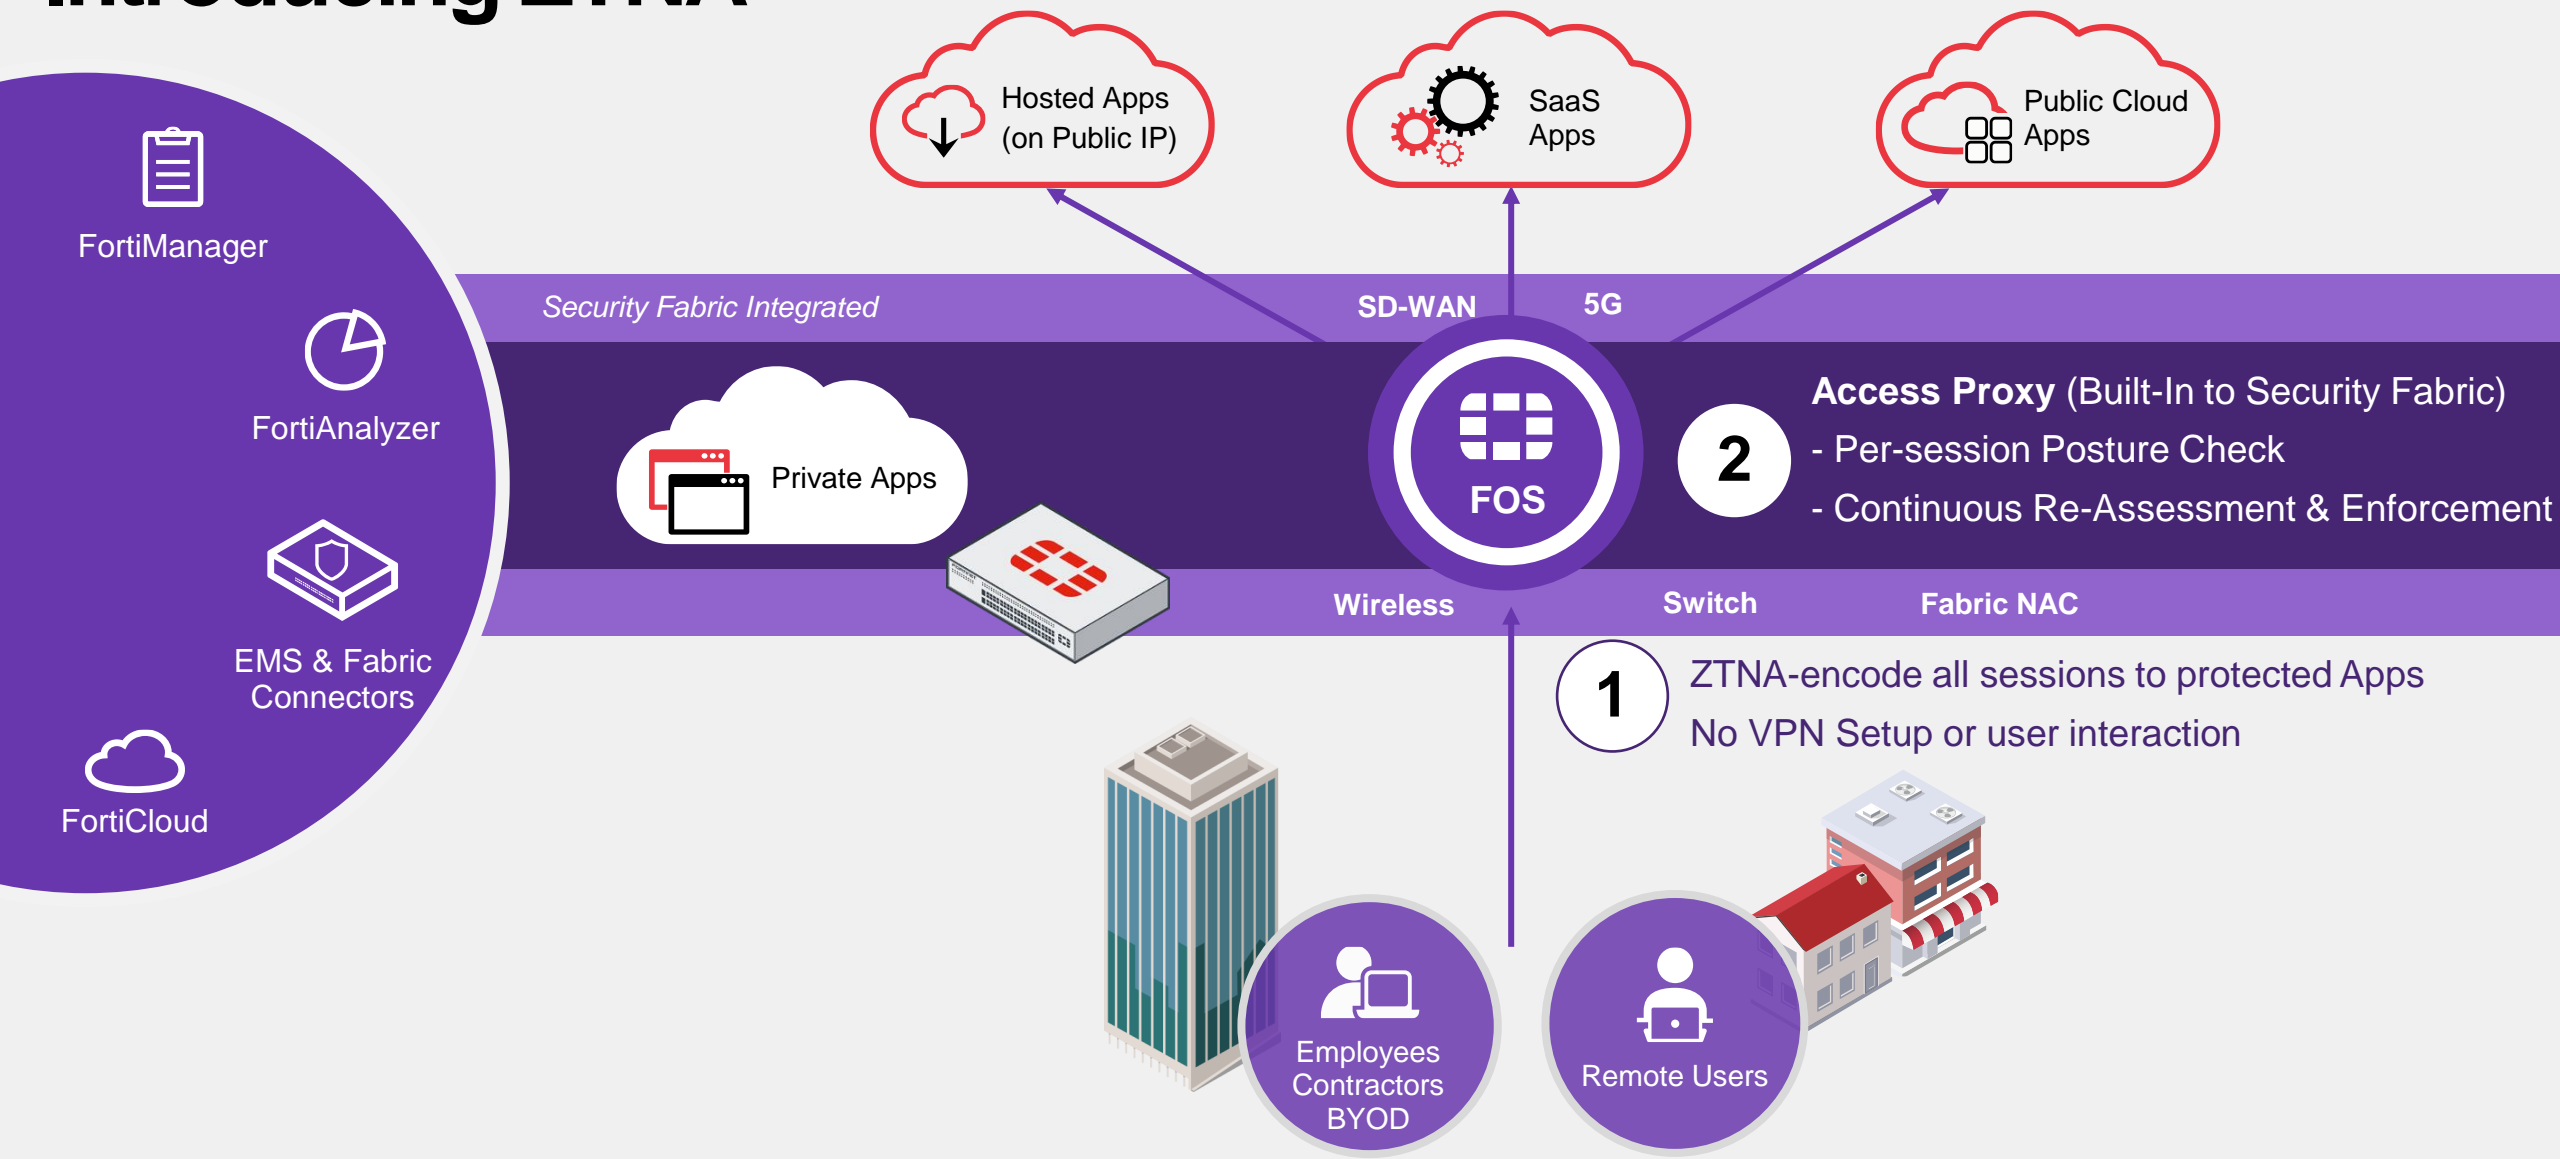 Introducing ZTNA
Hosted Apps
(on Public IP)
SaaS
Apps
Public Cloud
Apps
FortiManager
FortiAnalyzer
EMS & Fabric
Connectors
FortiCloud
Security Fabric Integrated
SD-WAN
5G
Private Apps
FOS
2
Access Proxy (Built-In to Security Fabric)
- Per-session Posture Check
- Continuous Re-Assessment & Enforcement
Wireless
Switch
Fabric NAC
1
ZTNA-encode all sessions to protected Apps
No VPN Setup or user interaction
Employees
Contractors
BYOD
Remote Users